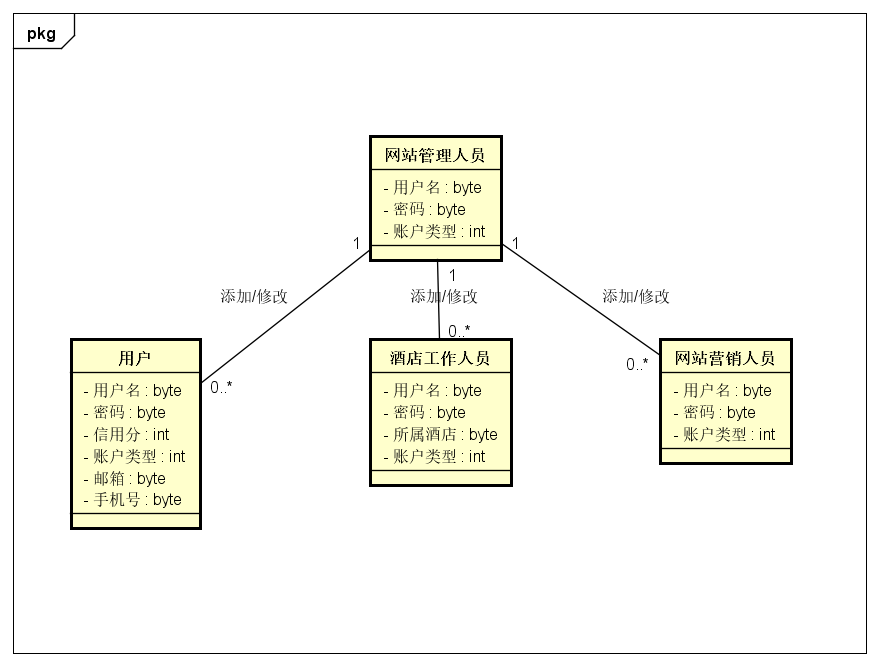 pkg
网站管理人员
- 用户名 : byte
- 密码 : byte
- 账户类型 : int
1
1
1
添加/修改
添加/修改
添加/修改
0..*
0..*
0..*
用户
- 用户名 : byte
- 密码 : byte
- 信用分 : int
- 账户类型 : int
- 邮箱 : byte
- 手机号 : byte
酒店工作人员
- 用户名 : byte
- 密码 : byte
- 所属酒店 : byte
- 账户类型 : int
网站营销人员
- 用户名 : byte
- 密码 : byte
- 账户类型 : int